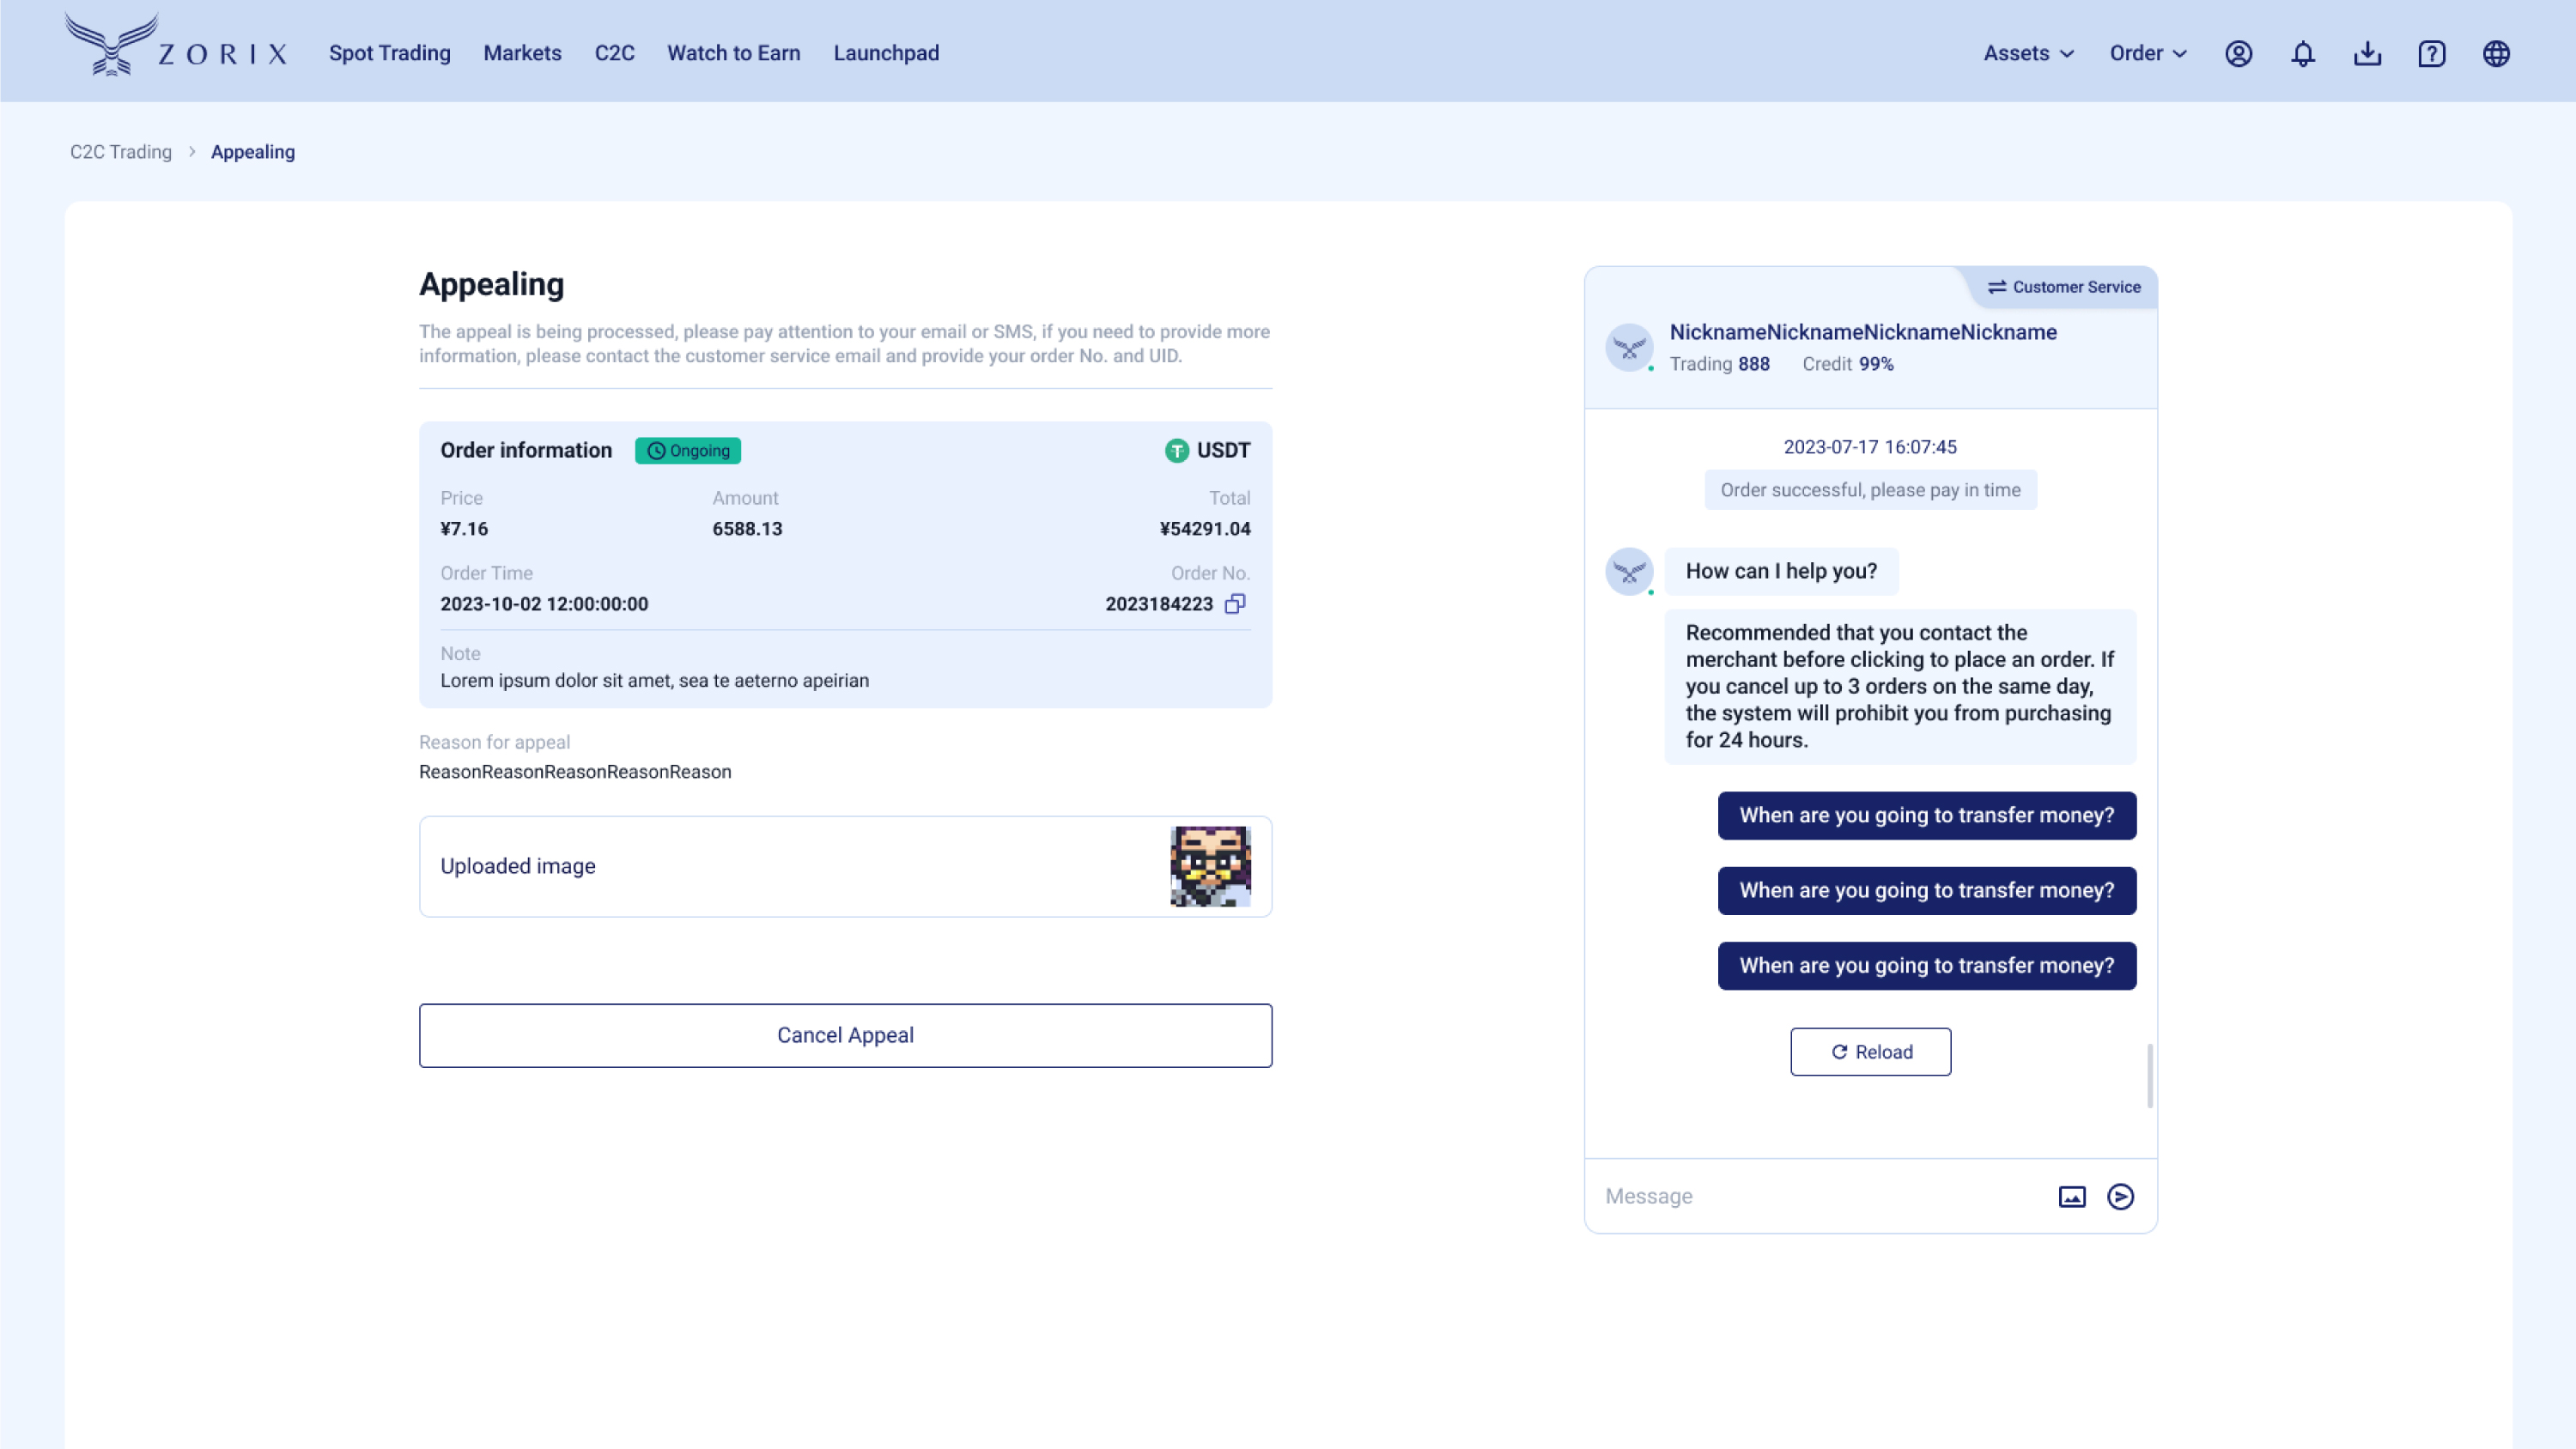 ZORIX
Spot Trading
Markets
C2C
Watch to Earn
Launchpad
Assets
Order
C2C Trading
Appealing
Appealing
The appeal is being processed, please pay attention to your email or SMS, if you need to provide more
information, please contact the customer service email and provide your order No. and UID.
Order information
Ongoing
USDT
Price
Amount
Total
¥7.16
6588.13
¥54291.04
Order Time
Order No.
2023-10-02 12:00:00:00
2023184223
Note
Lorem ipsum dolor sit amet, sea te aeterno apeirian
Reason for appeal
ReasonReasonReasonReasonReason
Uploaded image
Cancel Appeal
Customer Service
NicknameNicknameNicknameNickname
Trading 888
Credit 99%
2023-07-17 16:07:45
Order successful, please pay in time
How can I help you?
Recommended that you contact the
merchant before clicking to place an order. If
you cancel up to 3 orders on the same day,
the system will prohibit you from purchasing
for 24 hours.
When are you going to transfer money?
When are you going to transfer money?
When are you going to transfer money?
Reload
Message